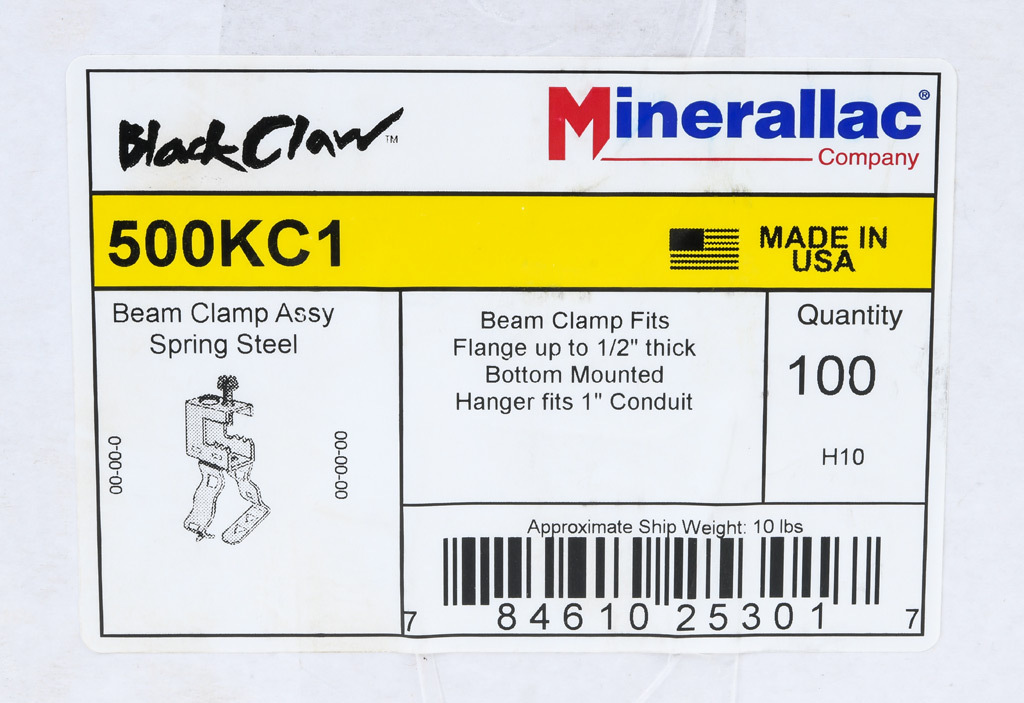 Black Claw™
Minerallac®
Company
500KC1
MADE IN
USA
Beam Clamp Assy
Spring Steel
00-00-0
00-00-00
Beam Clamp Fits
Flange up to 1/2" thick
Bottom Mounted
Hanger fits 1" Conduit
Quantity
100
H10
Approximate Ship Weight: 10 lbs
7 84610 25301 7